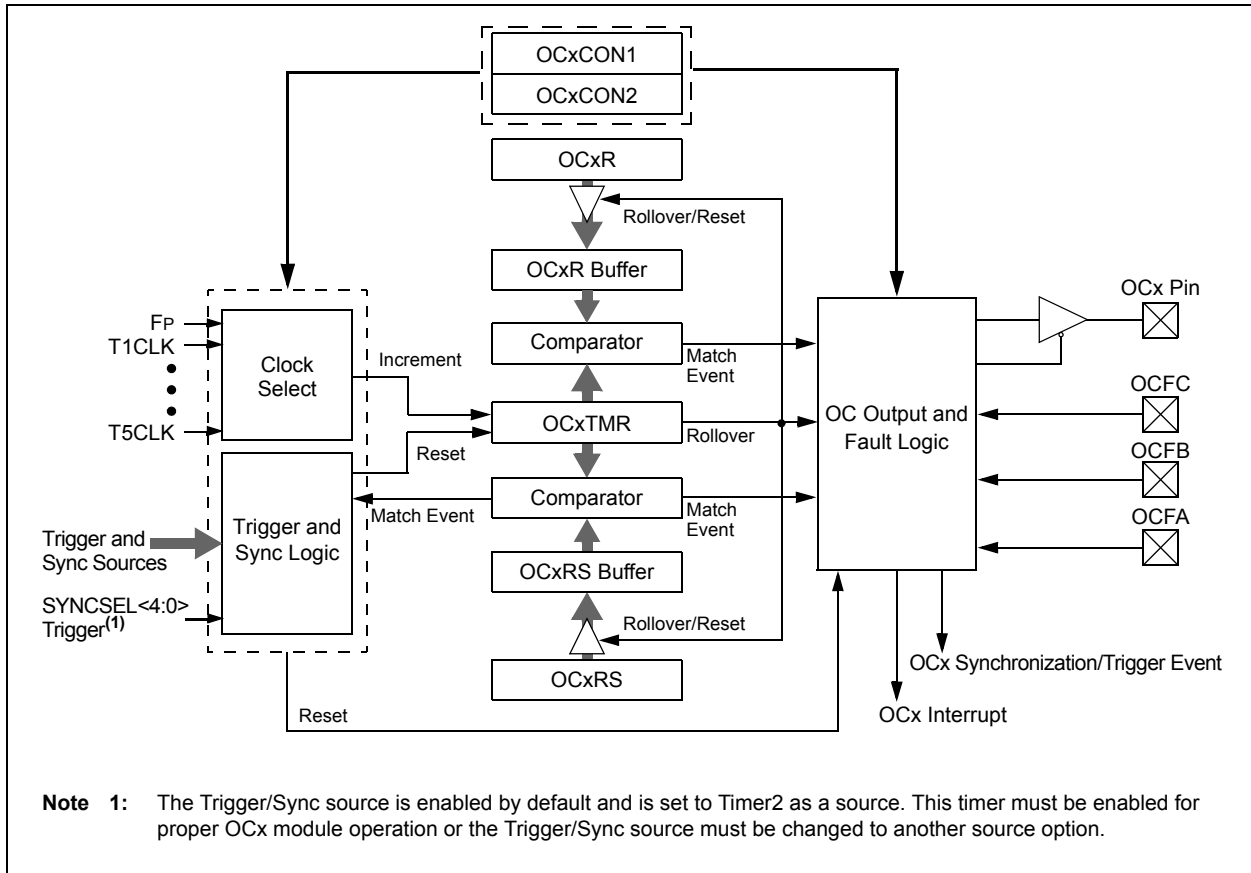 OCxCON1
OCxCON2
OCxR
Rollover/Reset
OCxR Buffer
OCx Pin
FP
T1CLK
Clock
Select
Increment
Comparator
Match
Event
OCFC
T5CLK
OCxTMR
Rollover
OC Output and
Fault Logic
Reset
OCFB
Trigger and
Sync Logic
Match Event
Comparator
Match
Event
OCFA
Trigger and
Sync Sources
OCxRS Buffer
SYNCSEL<4:0>
Trigger(1)
Rollover/Reset
OCxRS
OCx Synchronization/Trigger Event
Reset
OCx Interrupt
Note 1: The Trigger/Sync source is enabled by default and is set to Timer2 as a source. This timer must be enabled for
proper OCx module operation or the Trigger/Sync source must be changed to another source option.